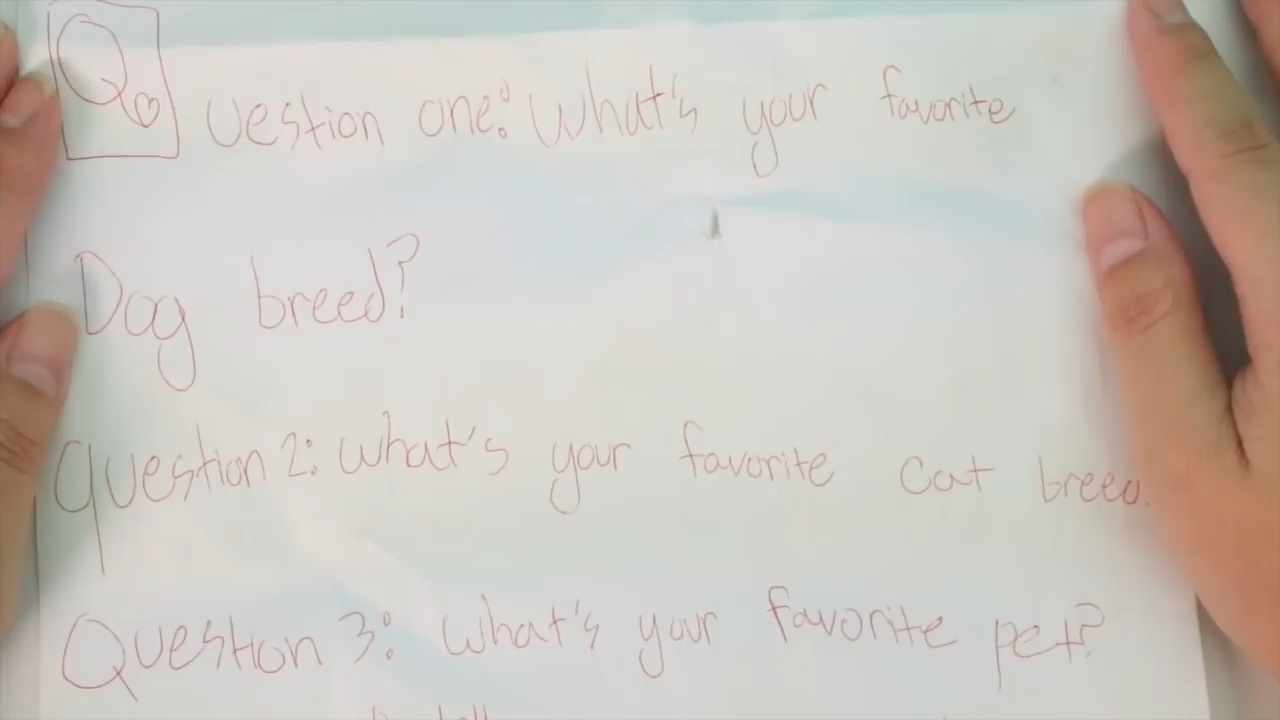 Question one: What's your favorite
Dog breed?
Question 2: what's your favorite cat breed.
Question 3: what's your favorite pet?